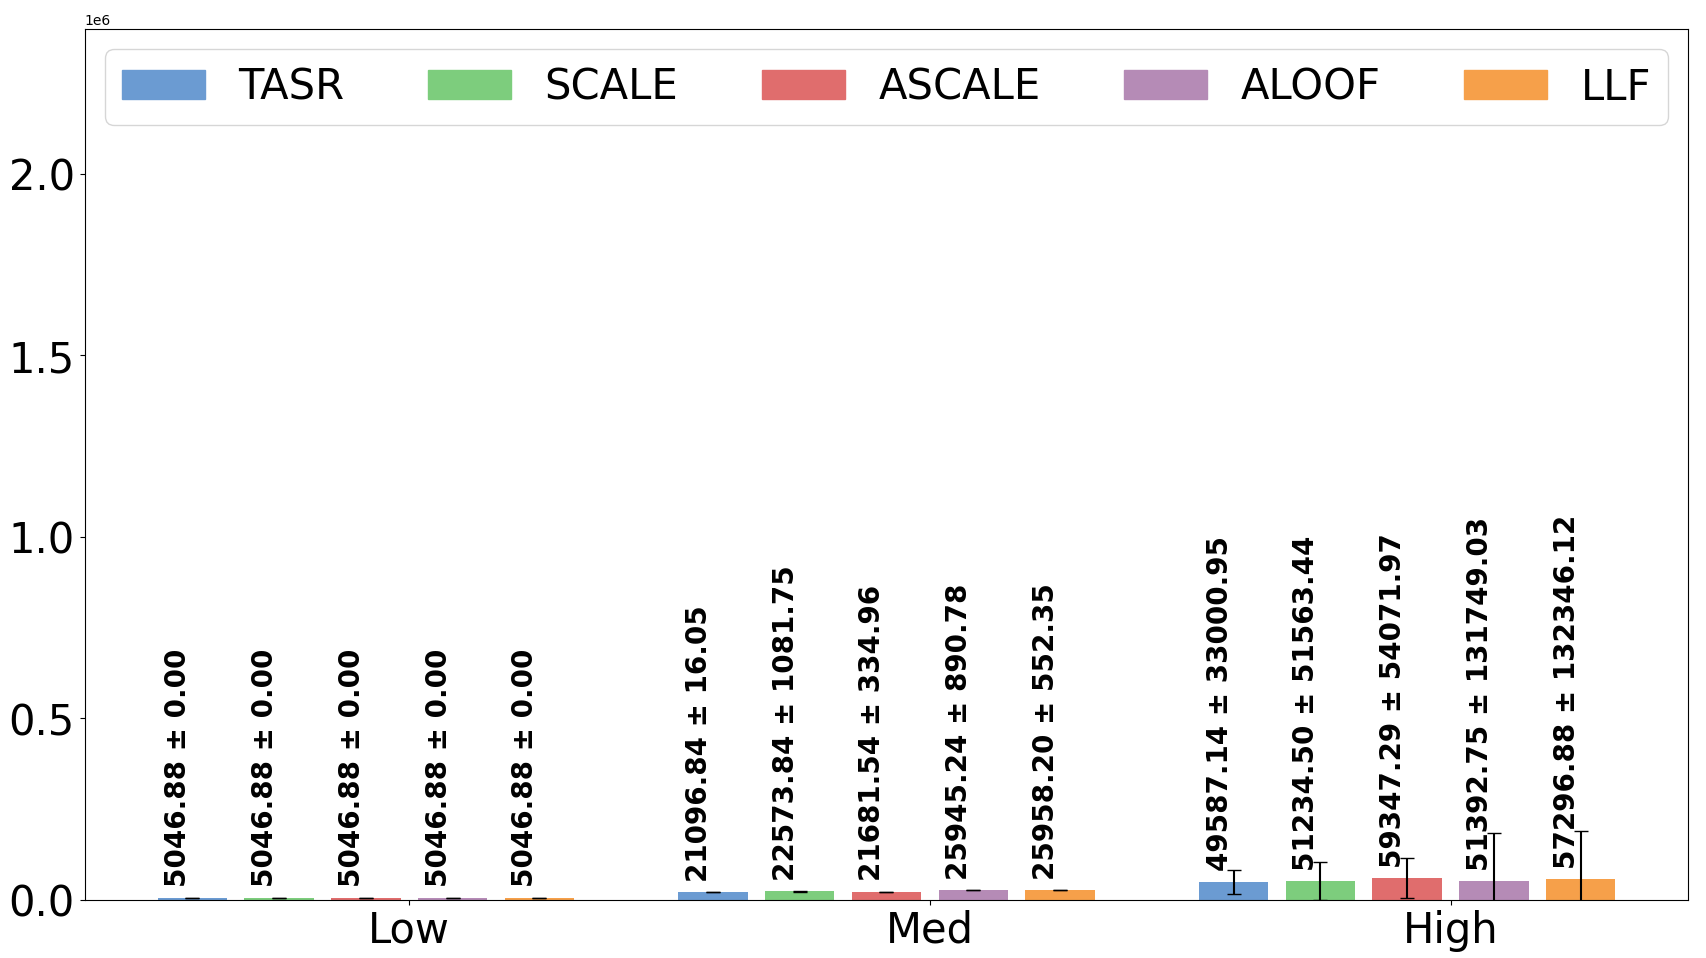 1e6
TASR SCALE ASCALE ALOOF LLF
2.0
1.5
1.0
0.5
0.0
5046.88 ± 0.00
5046.88 ± 0.00
5046.88 ± 0.00
5046.88 ± 0.00
5046.88 ± 0.00
21096.84 ± 16.05
22573.84 ± 1081.75
21681.54 ± 334.96
25945.24 ± 890.78
25958.20 ± 552.35
49587.14 ± 33000.95
51234.50 ± 51563.44
59347.29 ± 54071.97
51392.75 ± 131749.03
57296.88 ± 132346.12
Low Med High